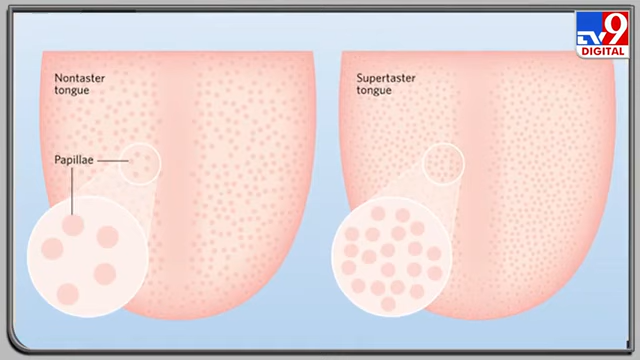 TV9
DIGITAL
Nontaster
tongue
Supertaster
tongue
Papillae